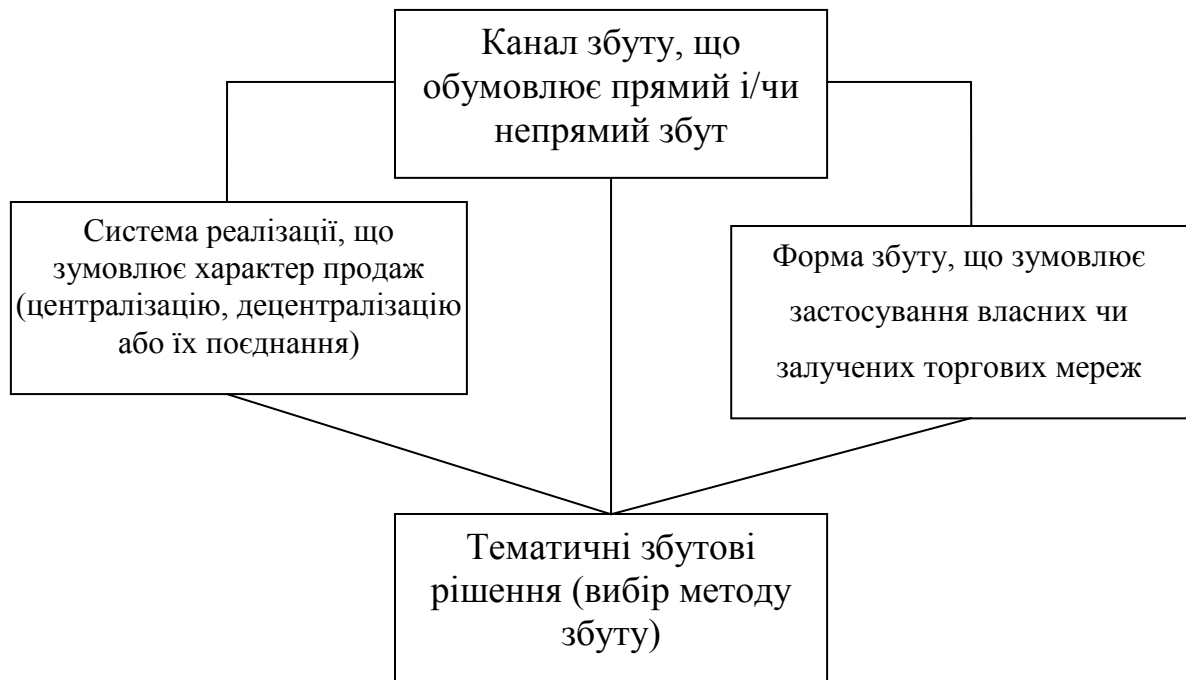 Канал збуту, що
обумовлює прямий і/чи
непрямий збут
Система реалізації, що
зумовлює характер продаж
(централізацію, децентралізацію
або їх поєднання)
Форма збуту, що зумовлює
застосування власних чи
залучених торгових мереж
Тематичні збутові
рішення (вибір методу
збуту)